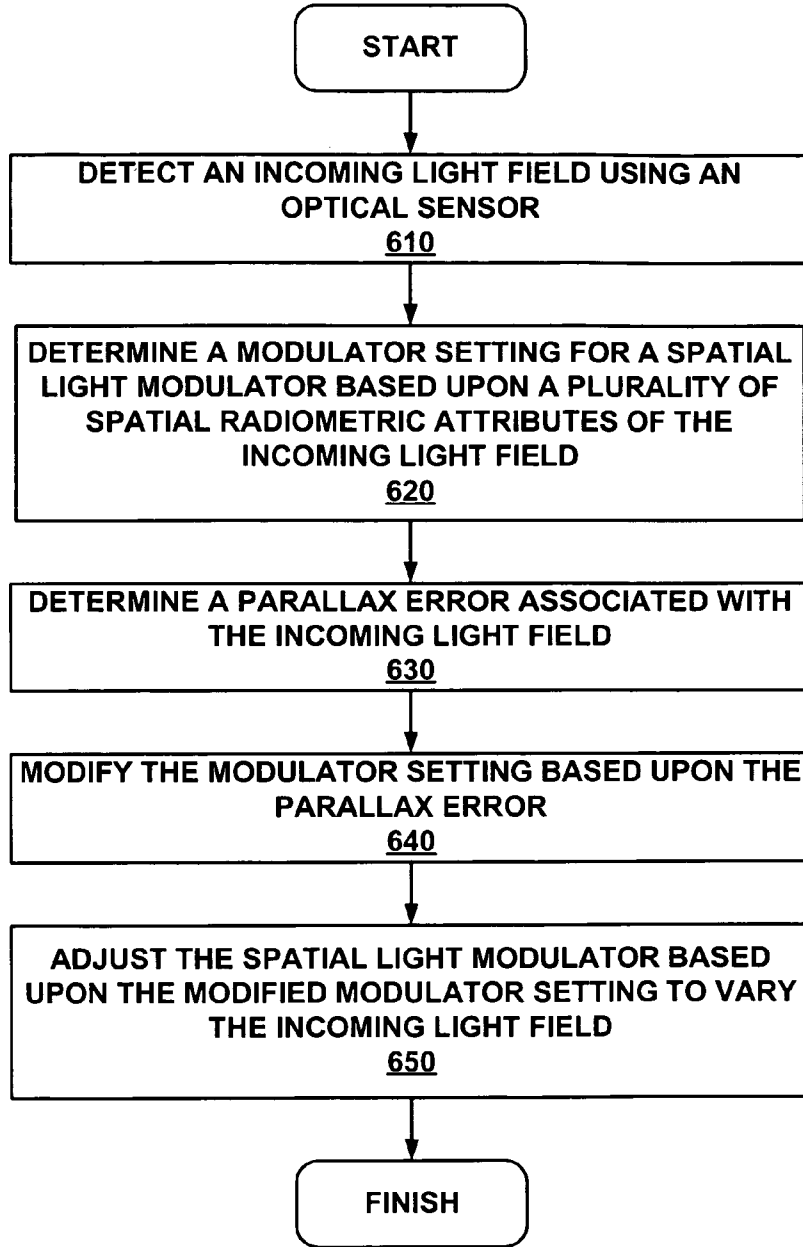 START
DETECT AN INCOMING LIGHT FIELD USING AN
OPTICAL SENSOR
610
DETERMINE A MODULATOR SETTING FOR A SPATIAL
LIGHT MODULATOR BASED UPON A PLURALITY OF
SPATIAL RADIOMETRIC ATTRIBUTES OF THE
INCOMING LIGHT FIELD
620
DETERMINE A PARALLAX ERROR ASSOCIATED WITH
THE INCOMING LIGHT FIELD
630
MODIFY THE MODULATOR SETTING BASED UPON THE
PARALLAX ERROR
640
ADJUST THE SPATIAL LIGHT MODULATOR BASED
UPON THE MODIFIED MODULATOR SETTING TO VARY
THE INCOMING LIGHT FIELD
650
FINISH